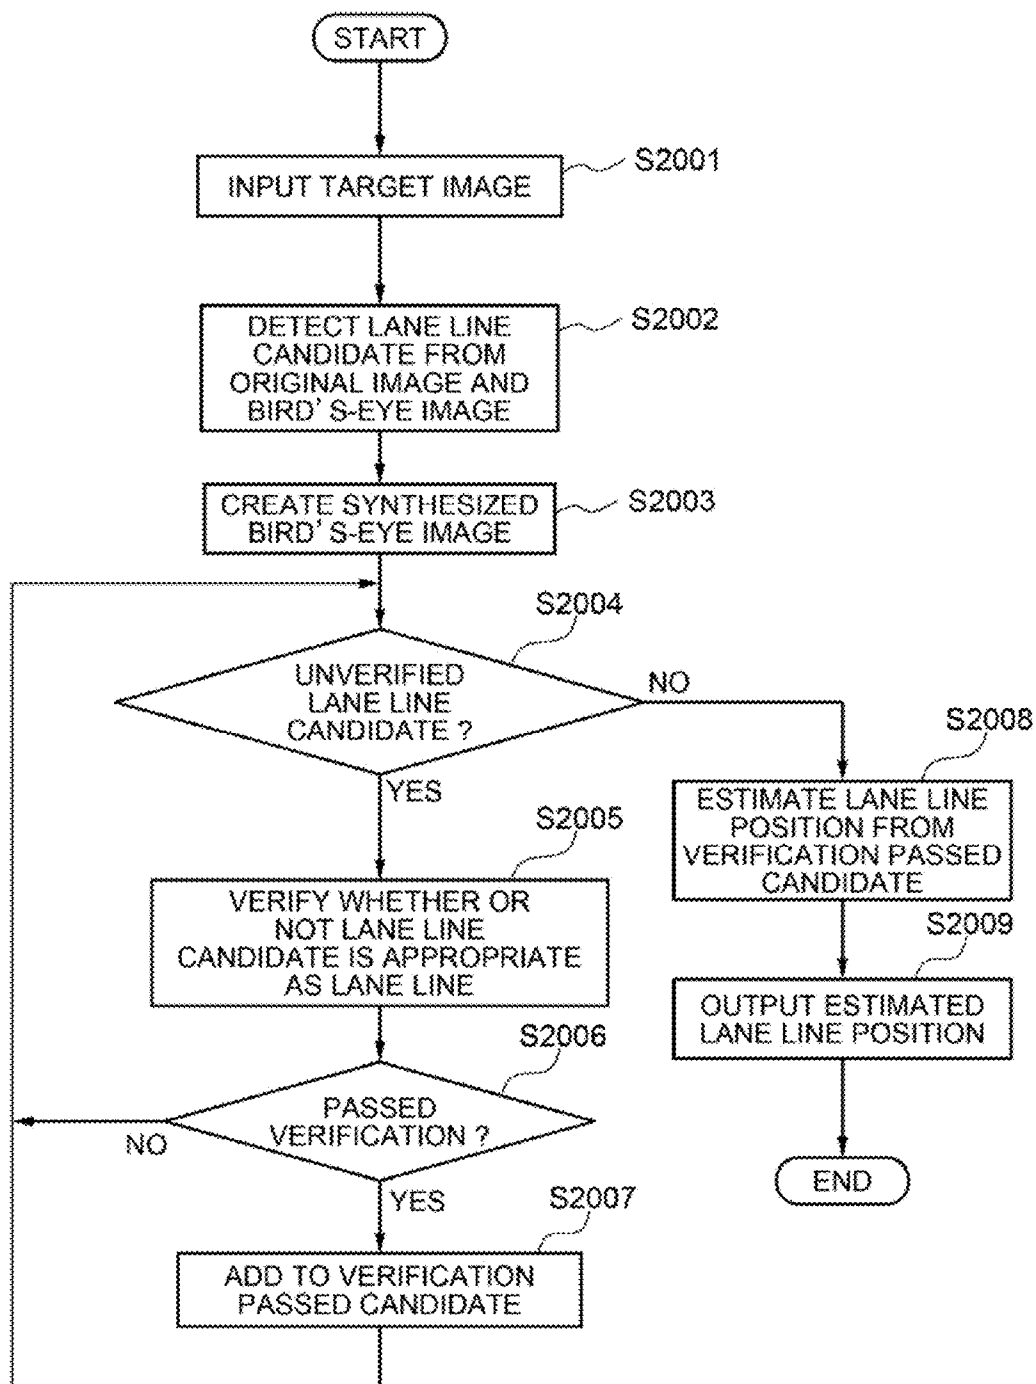 START
S2001
INPUT TARGET IMAGE
S2002
DETECT LANE LINE
CANDIDATE FROM
ORIGINAL IMAGE AND
BIRD'S-EYE IMAGE
S2003
CREATE SYNTHESIZED
BIRD'S-EYE IMAGE
S2004
UNVERIFIED
LANE LINE
CANDIDATE ?
NO
YES
S2005
VERIFY WHETHER OR
NOT LANE LINE
CANDIDATE IS APPROPRIATE
AS LANE LINE
S2006
PASSED
VERIFICATION ?
NO
YES
S2007
ADD TO VERIFICATION
PASSED CANDIDATE
S2008
ESTIMATE LANE LINE
POSITION FROM
VERIFICATION PASSED
CANDIDATE
S2009
OUTPUT ESTIMATED
LANE LINE POSITION
END